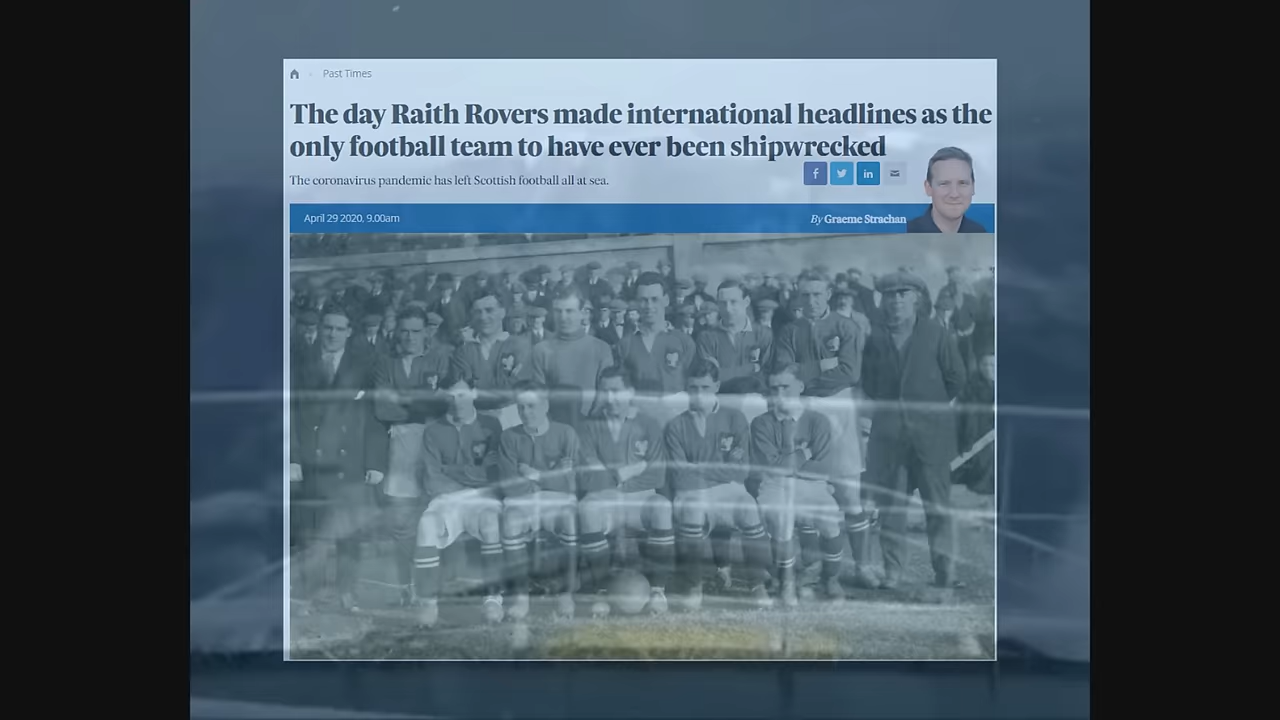 Past Times
The day Raith Rovers made international headlines as the
only football team to have ever been shipwrecked
The coronavirus pandemic has left Scottish football all at sea.
f
in
April 29 2020, 9.00am
By Graeme Strachan